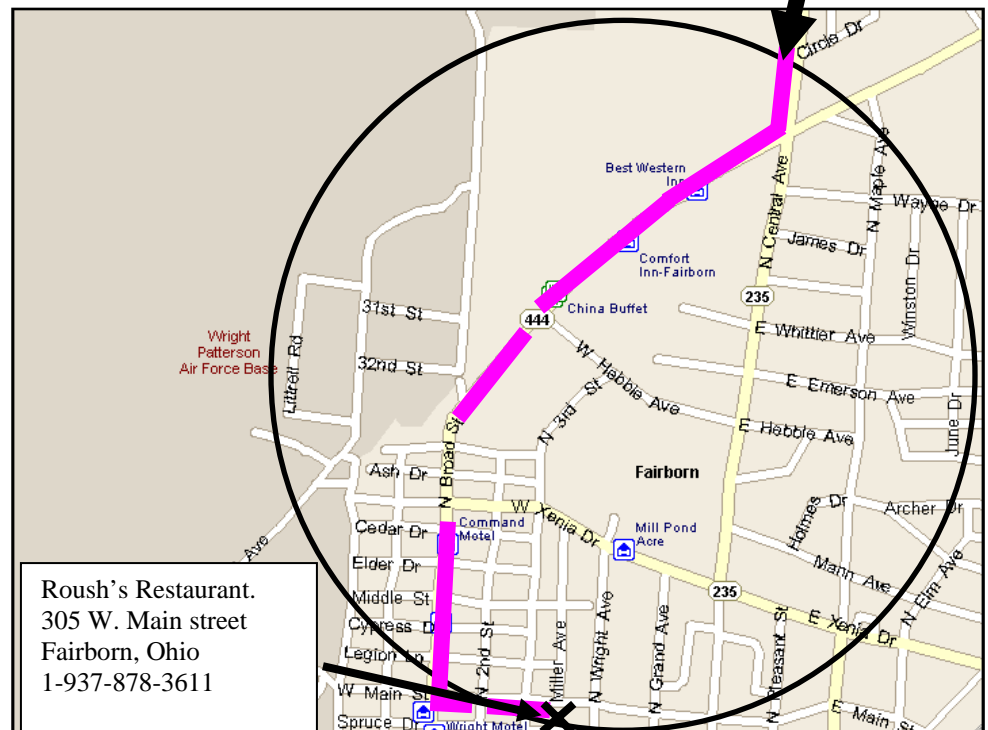 Circle Dr
Best Western
Inn
N Central Ave
N Maple Ave
Wayne Dr
James Dr
Winston Dr
Comfort
Inn-Fairborn
235
China Buffet
444
E Whittier Ave
31st St
32nd St
Littrell Rd
Wright
Patterson
Air Force Base
W Hebble Ave
N 3rd St
E Emerson Ave
E Hebble Ave
June Dr
N Broad St
Fairborn
Ash Dr
W Xenia Dr
Cedar Dr
Command
Motel
Mill Pond
Acre
Holmes Dr
Archer Dr
Mann Ave
N Elm Ave
Ave
Elder Dr
Middle St
Cypress D
Legion Ln
W Main St
Spruce Dr
N 2nd St
Miller Ave
N Wright Ave
N Grand Ave
235
N Pleasant St
E Xenia Dr
E Main St
Wright Motel
Roush's Restaurant.
305 W. Main street
Fairborn, Ohio
1-937-878-3611